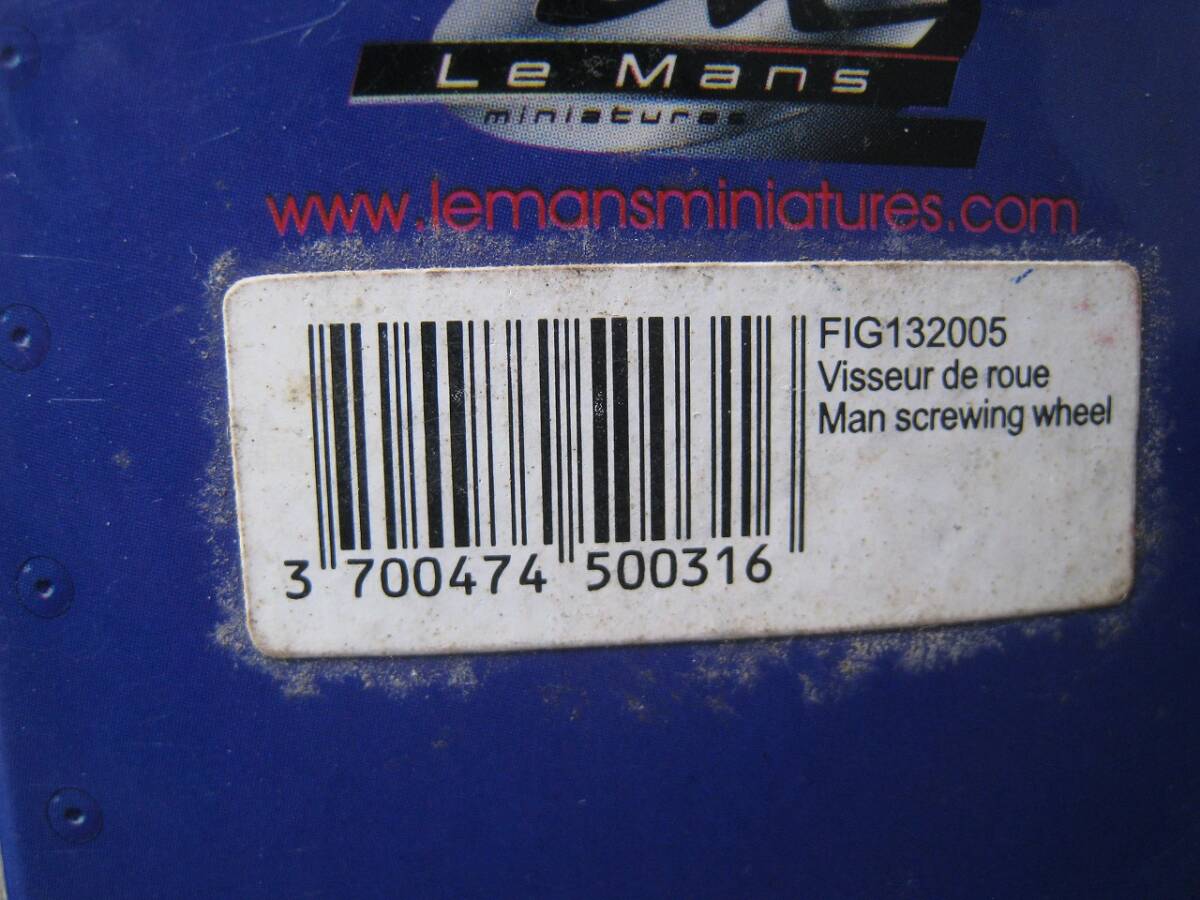 Le Mans
miniatures
www.lemansminiatures.com
FIG132005
Visseur de roue
Man screwing wheel
3 700474 500316